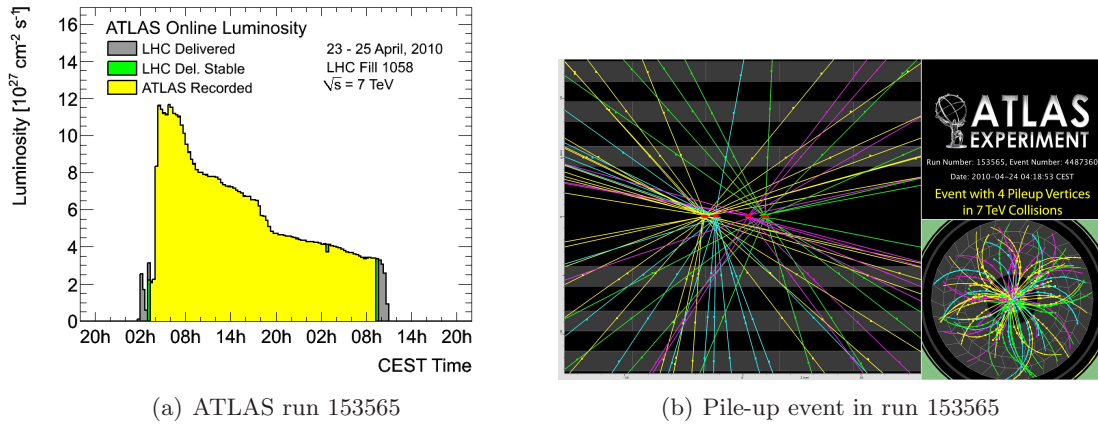 Luminosity [10²⁷ cm⁻² s⁻¹]
16
14
12
10
8
6
4
2
0
ATLAS Online Luminosity
LHC Delivered
LHC Del. Stable
ATLAS Recorded
23 - 25 April, 2010
LHC Fill 1058
√s = 7 TeV
20h 02h 08h 14h 20h 02h 08h 14h 20h
CEST Time
(a) ATLAS run 153565
ATLAS
EXPERIMENT
Run Number: 153565, Event Number: 4487360
Date: 2010-04-24 04:18:53 CEST
Event with 4 Pileup Vertices
in 7 TeV Collisions
(b) Pile-up event in run 153565